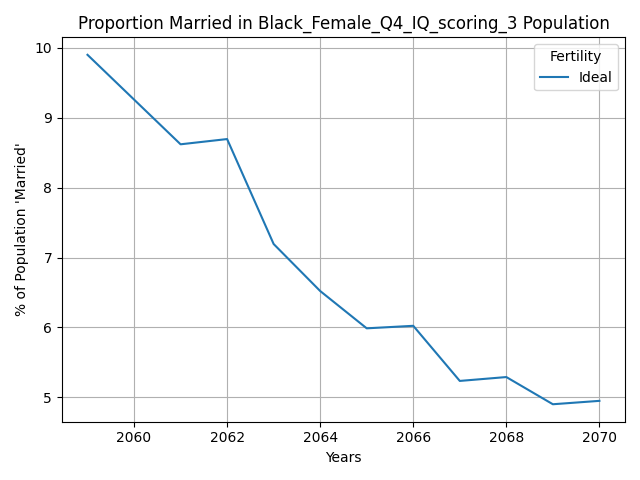 Proportion Married in Black_Female_Q4_IQ_scoring_3 Population
Fertility
Ideal
% of Population 'Married'
10
9
8
7
6
5
2060 2062 2064 2066 2068 2070
Years